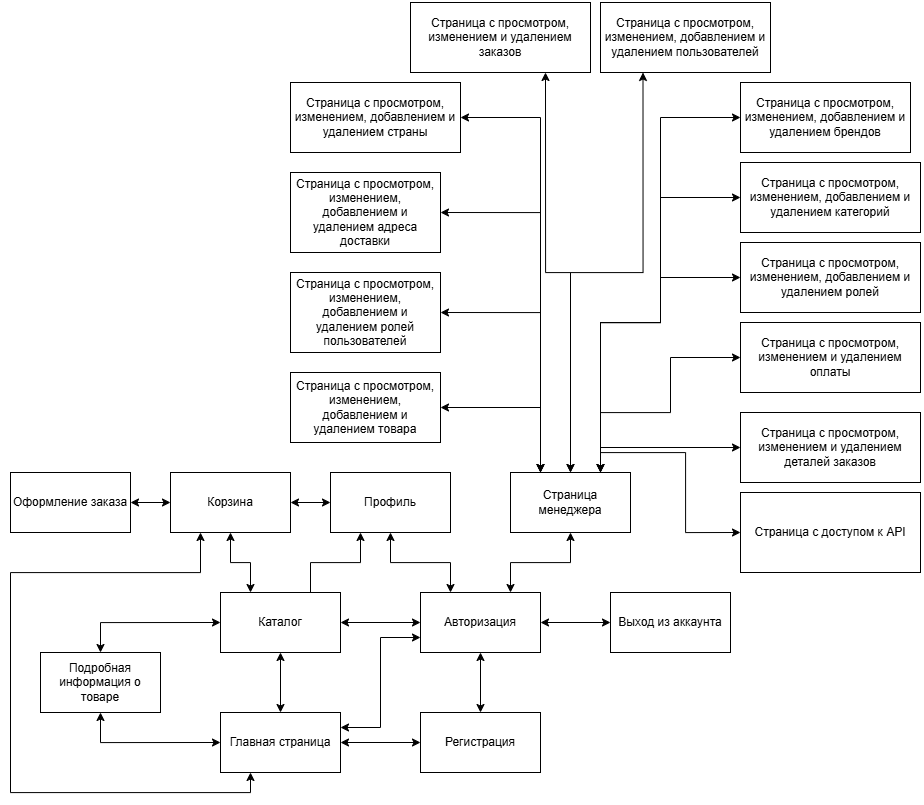 Страница с просмотром,
изменением и удалением
заказов
Страница с просмотром,
изменением, добавлением и
удалением пользователей
Страница с просмотром,
изменением, добавлением и
удалением страны
Страница с просмотром,
изменением, добавлением и
удалением брендов
Страница с просмотром,
изменением,
добавлением и
удалением адреса
доставки
Страница с просмотром,
изменением, добавлением и
удалением категорий
Страница с просмотром,
изменением, добавлением и
удалением ролей
Страница с просмотром,
изменением,
добавлением и
удалением ролей
пользователей
Страница с просмотром,
изменением и удалением
оплаты
Страница с просмотром,
изменением,
добавлением и
удалением товара
Страница с просмотром,
изменением и удалением
деталей заказов
Оформление заказа
Корзина
Профиль
Страница
менеджера
Страница с доступом к API
Каталог
Авторизация
Выход из аккаунта
Подробная
информация о
товаре
Главная страница
Регистрация